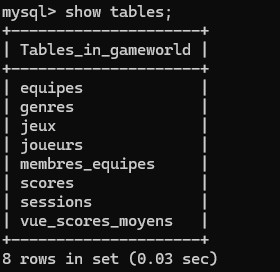 mysql> show tables;
+---------------------+
| Tables_in_gameworld |
+---------------------+
| equipes             |
| genres              |
| jeux                |
| joueurs             |
| membres_equipes     |
| scores              |
| sessions            |
| vue_scores_moyens   |
+---------------------+
8 rows in set (0.03 sec)